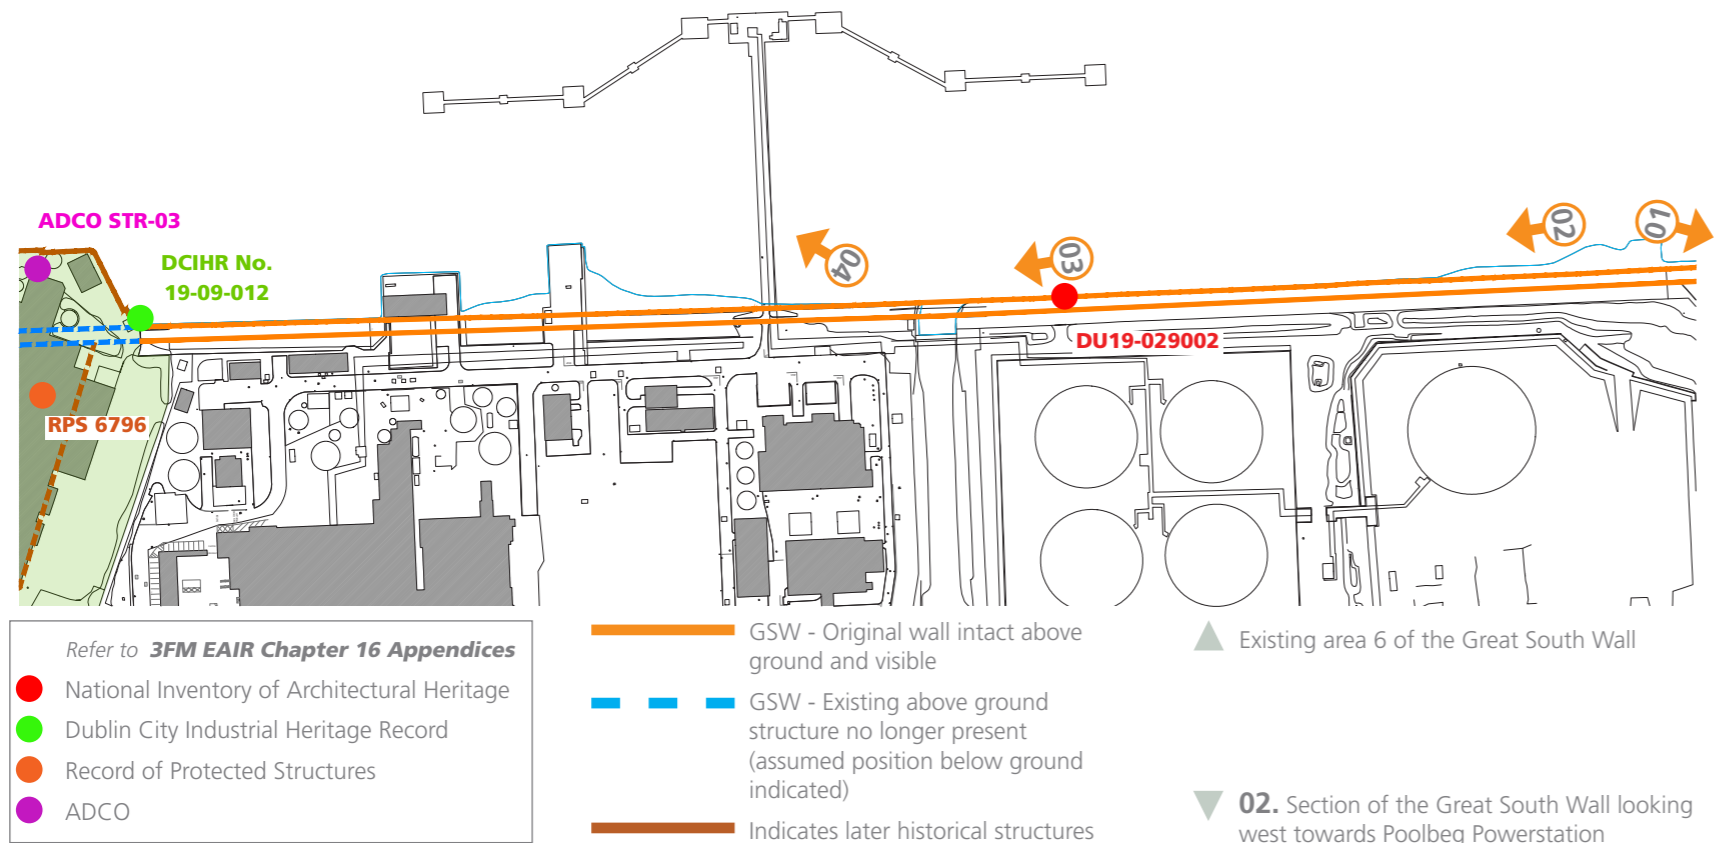 ADCO STR-03
DCIHR No.
19-09-012
04
03
02
01
DU19-029002
RPS 6796
Refer to 3FM EAIR Chapter 16 Appendices
National Inventory of Architectural Heritage
Dublin City Industrial Heritage Record
Record of Protected Structures
ADCO
GSW - Original wall intact above
ground and visible
GSW - Existing above ground
structure no longer present
(assumed position below ground
indicated)
Indicates later historical structures
Existing area 6 of the Great South Wall
02. Section of the Great South Wall looking
west towards Poolbeg Powerstation